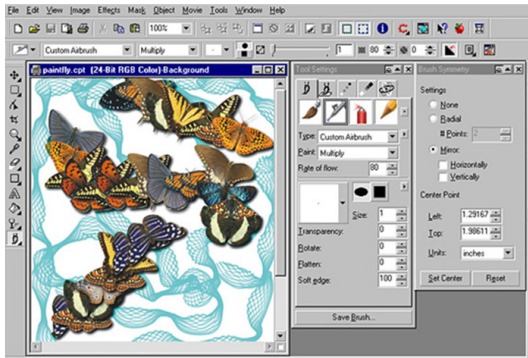 File Edit View Image Effects Mask Object Movie Tools Window Help
100%
Custom Airbrush Multiply 1 80 0
paintfly.cpt (24-Bit RGB Color)-Background
Tool Settings
Type: Custom Airbrush
Paint: Multiply
Rate of flow: 80
Size: 1
Transparency: 0
Rotate: 0
Flatten: 0
Soft edge: 100
Save Brush...
Brush Symmetry
Settings
None
Radial
# Points: 2
Mirror:
Horizontally
Vertically
Center Point
Left: 1.29167
Top: 1.98611
Units: inches
Set Center Reset